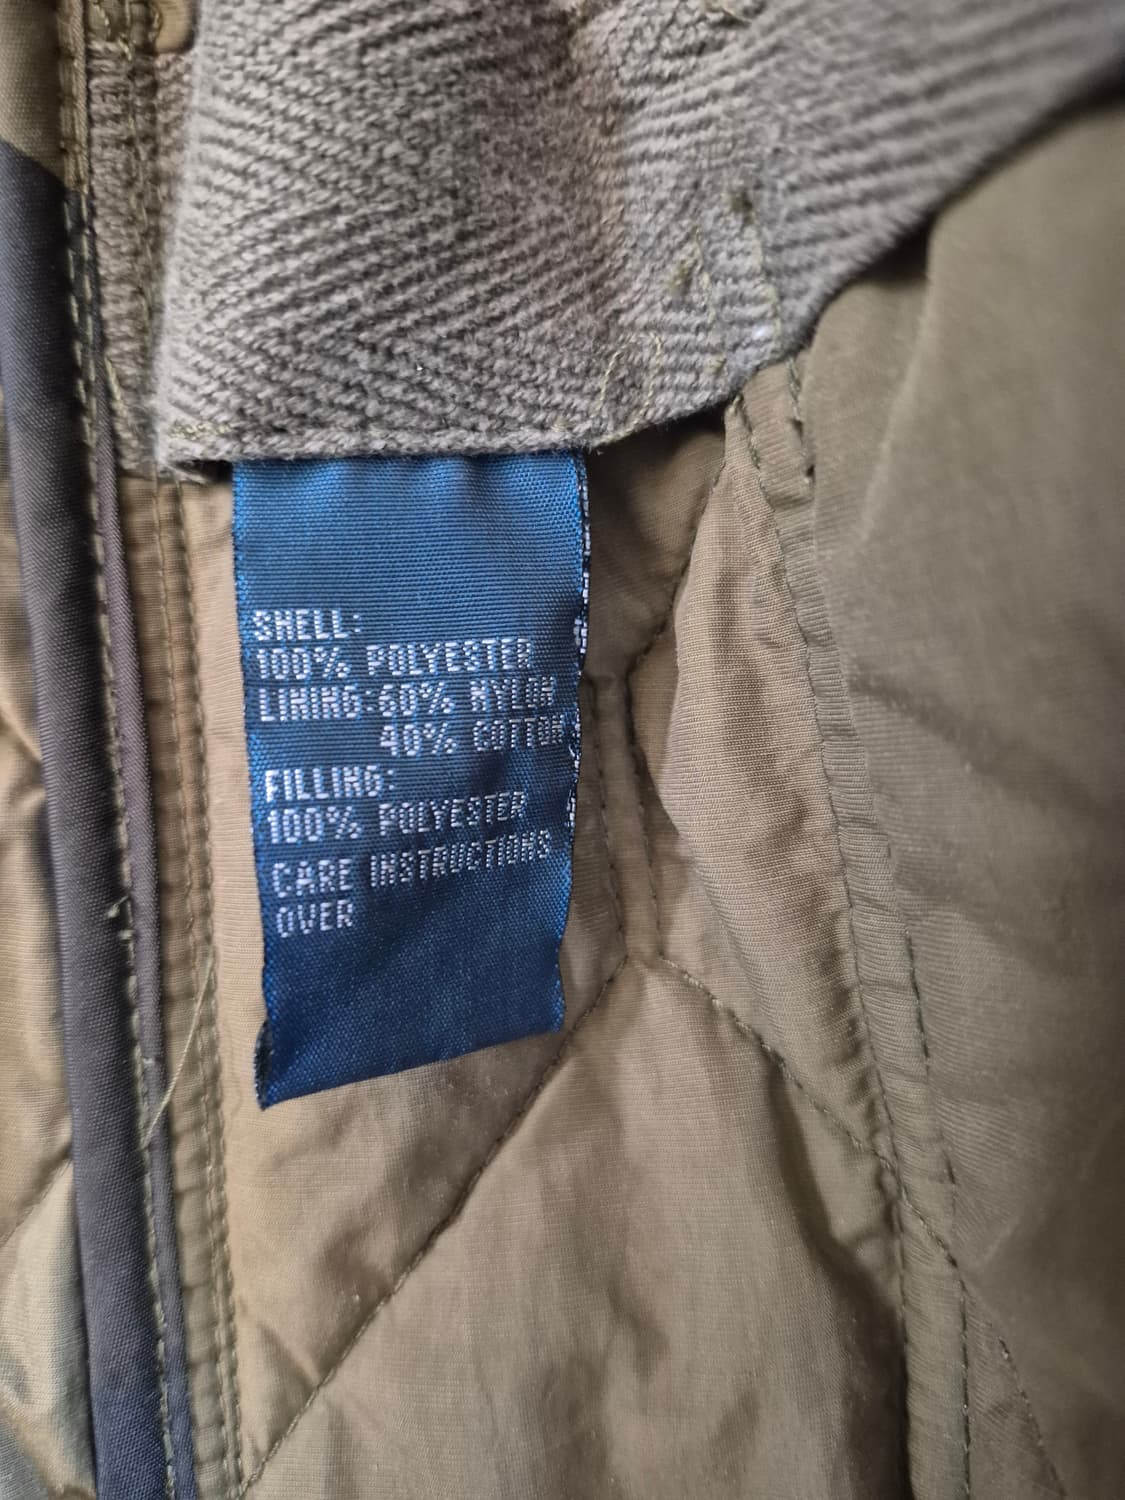 SHELL:
100% POLYESTER
LINING:60% NYLON
40% COTTON
FILLING:
100% POLYESTER
CARE INSTRUCTIONS
OVER